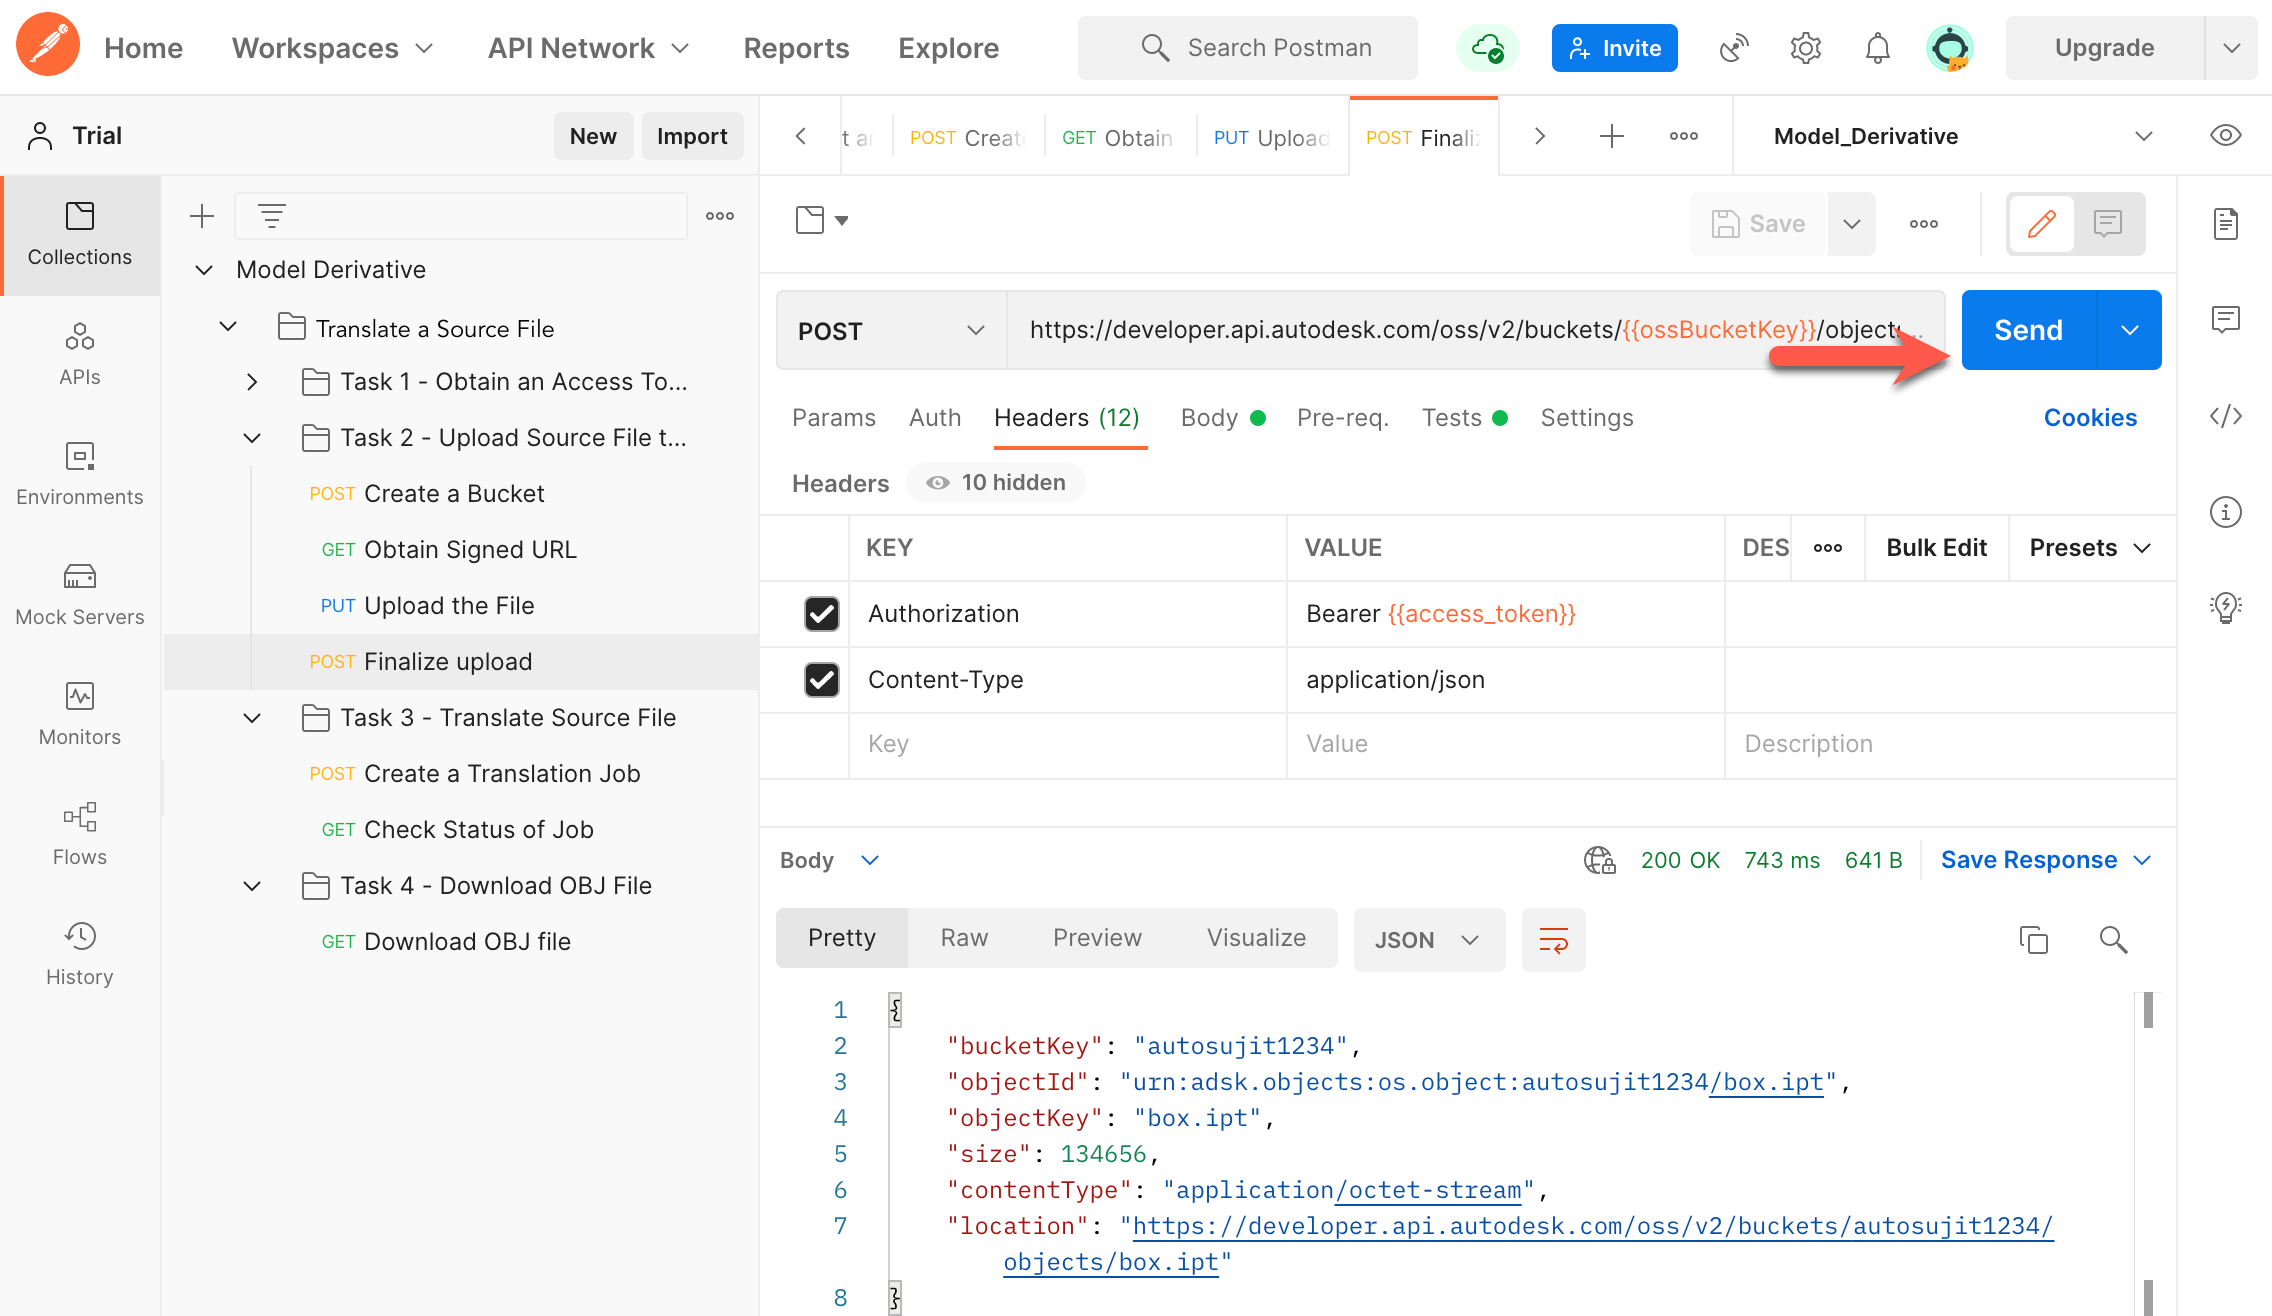 Home
Workspaces
API Network
Reports
Explore
Search Postman
Invite
Upgrade
Trial
New
Import
POST Create
GET Obtain
PUT Upload
POST Finaliz
Model_Derivative
Collections
APIs
Environments
Mock Servers
Monitors
Flows
History
Model Derivative
Translate a Source File
Task 1 - Obtain an Access To...
Task 2 - Upload Source File t...
POST Create a Bucket
GET Obtain Signed URL
PUT Upload the File
POST Finalize upload
Task 3 - Translate Source File
POST Create a Translation Job
GET Check Status of Job
Task 4 - Download OBJ File
GET Download OBJ file
Save
POST
https://developer.api.autodesk.com/oss/v2/buckets/{{ossBucketKey}}/object
Send
Params
Auth
Headers (12)
Body
Pre-req.
Tests
Settings
Cookies
Headers
10 hidden
KEY
VALUE
DES
Bulk Edit
Presets
Authorization
Bearer {{access_token}}
Content-Type
application/json
Key
Value
Description
Body
200 OK
743 ms
641 B
Save Response
Pretty
Raw
Preview
Visualize
JSON
1 {
2 "bucketKey": "autosujit1234",
3 "objectId": "urn:adsk.objects:os.object:autosujit1234/box.ipt",
4 "objectKey": "box.ipt",
5 "size": 134656,
6 "contentType": "application/octet-stream",
7 "location": "https://developer.api.autodesk.com/oss/v2/buckets/autosujit1234/
objects/box.ipt"
8 }